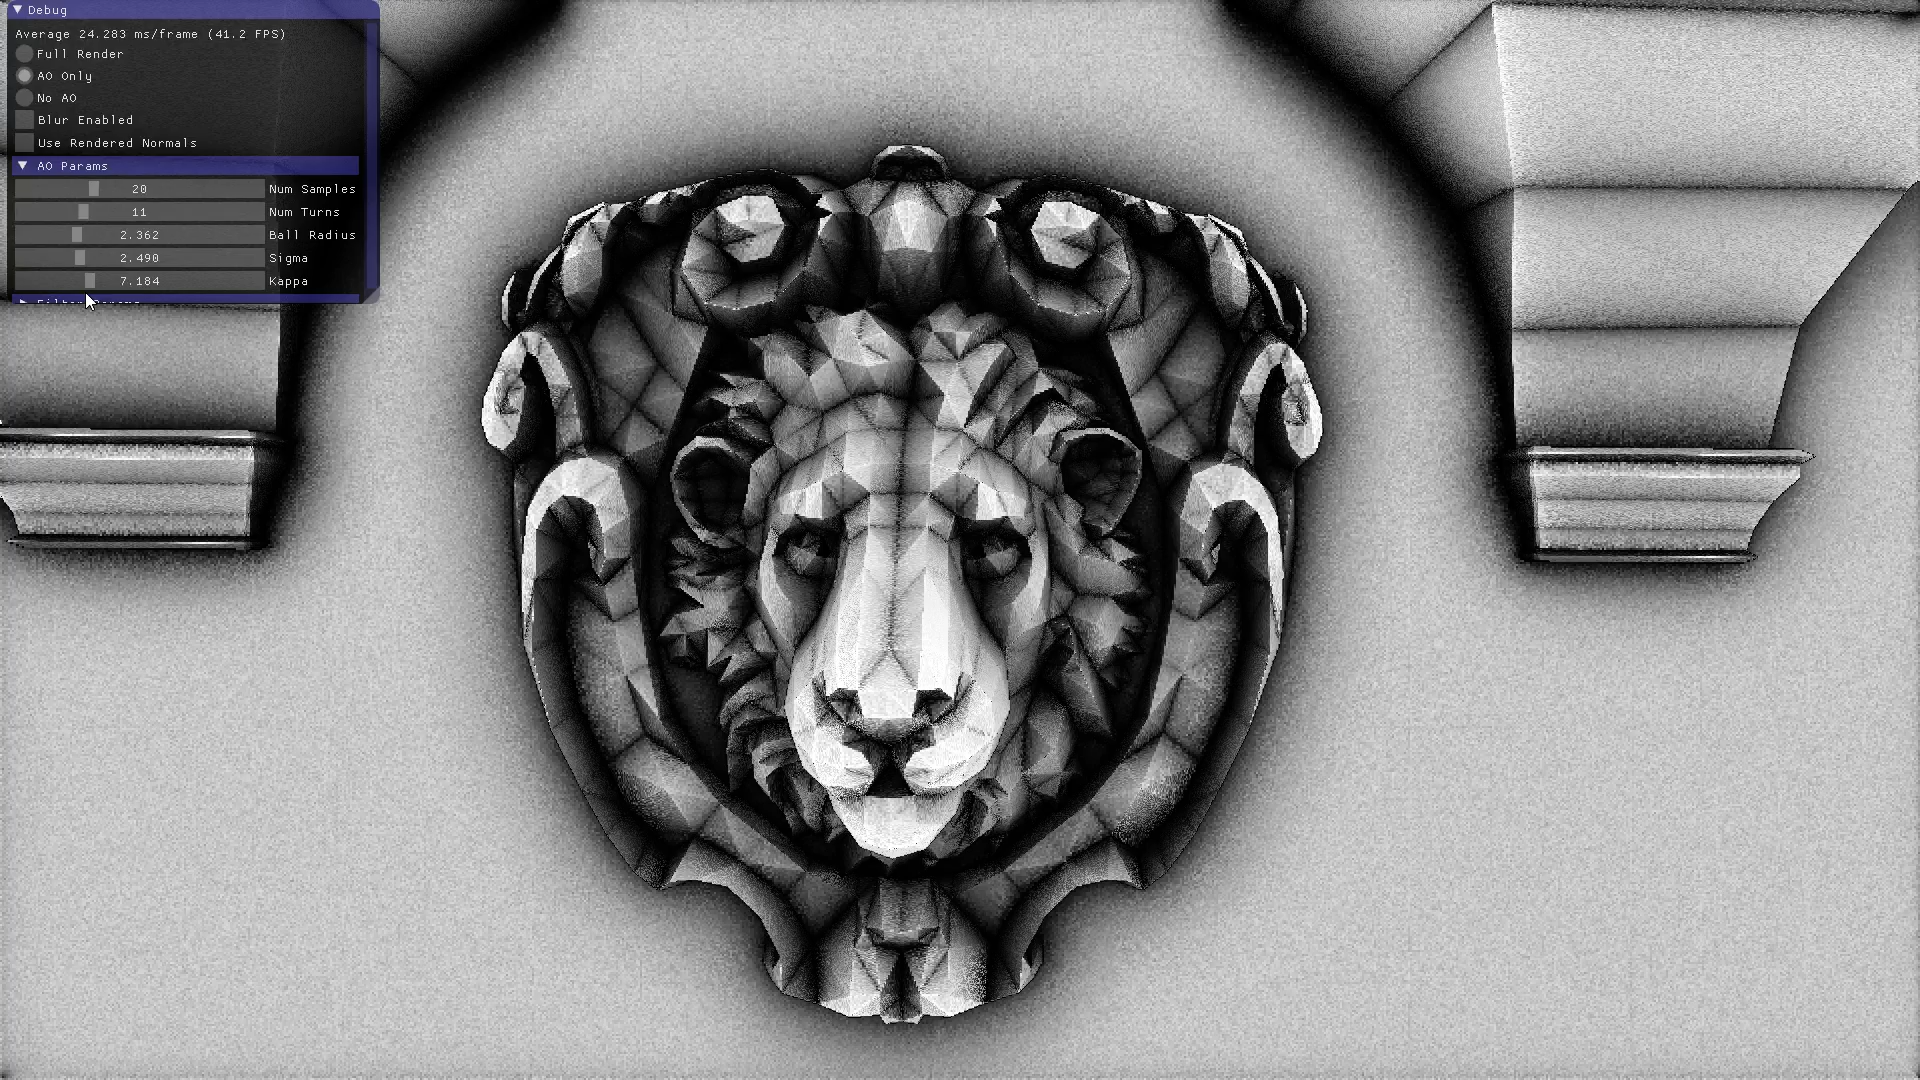 Debug
Average 24.283 ms/frame (41.2 FPS)
Full Render
AO Only
No AO
Blur Enabled
Use Rendered Normals
AO Params
20 Num Samples
11 Num Turns
2.362 Ball Radius
2.490 Sigma
7.184 Kappa